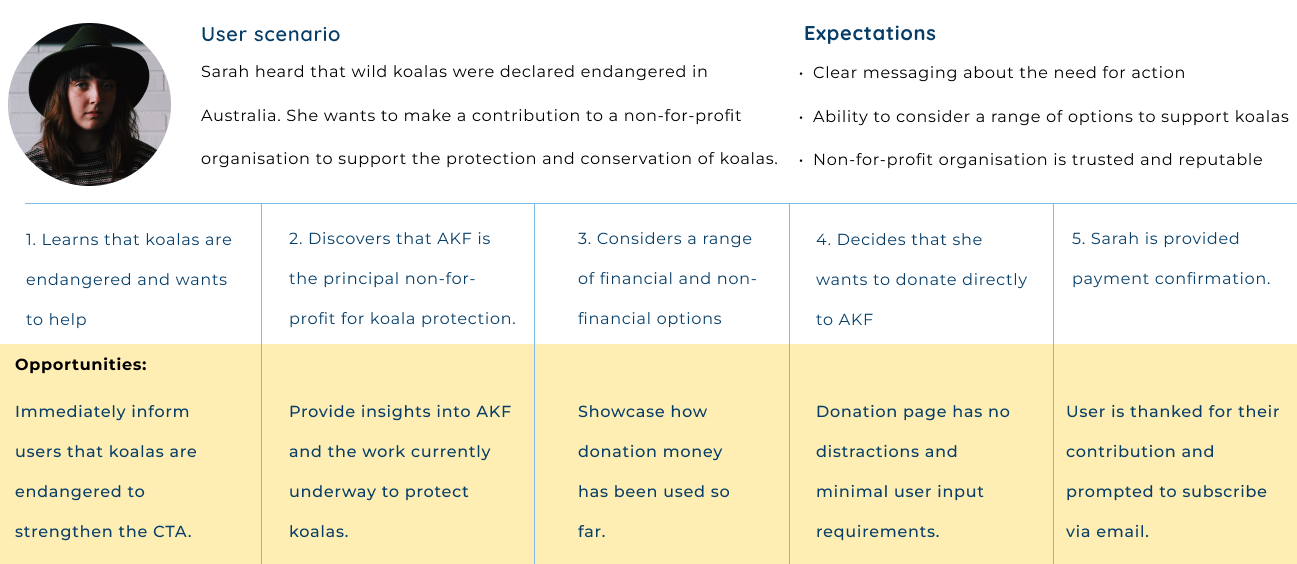 User scenario
Sarah heard that wild koalas were declared endangered in
Australia. She wants to make a contribution to a non-for-profit
organisation to support the protection and conservation of koalas.
Expectations
• Clear messaging about the need for action
• Ability to consider a range of options to support koalas
• Non-for-profit organisation is trusted and reputable
1. Learns that koalas are
endangered and wants
to help
2. Discovers that AKF is
the principal non-for-
profit for koala protection.
3. Considers a range
of financial and non-
financial options
4. Decides that she
wants to donate directly
to AKF
5. Sarah is provided
payment confirmation.
Opportunities:
Immediately inform
users that koalas are
endangered to
strengthen the CTA.
Provide insights into AKF
and the work currently
underway to protect
koalas.
Showcase how
donation money
has been used so
far.
Donation page has no
distractions and
minimal user input
requirements.
User is thanked for their
contribution and
prompted to subscribe
via email.